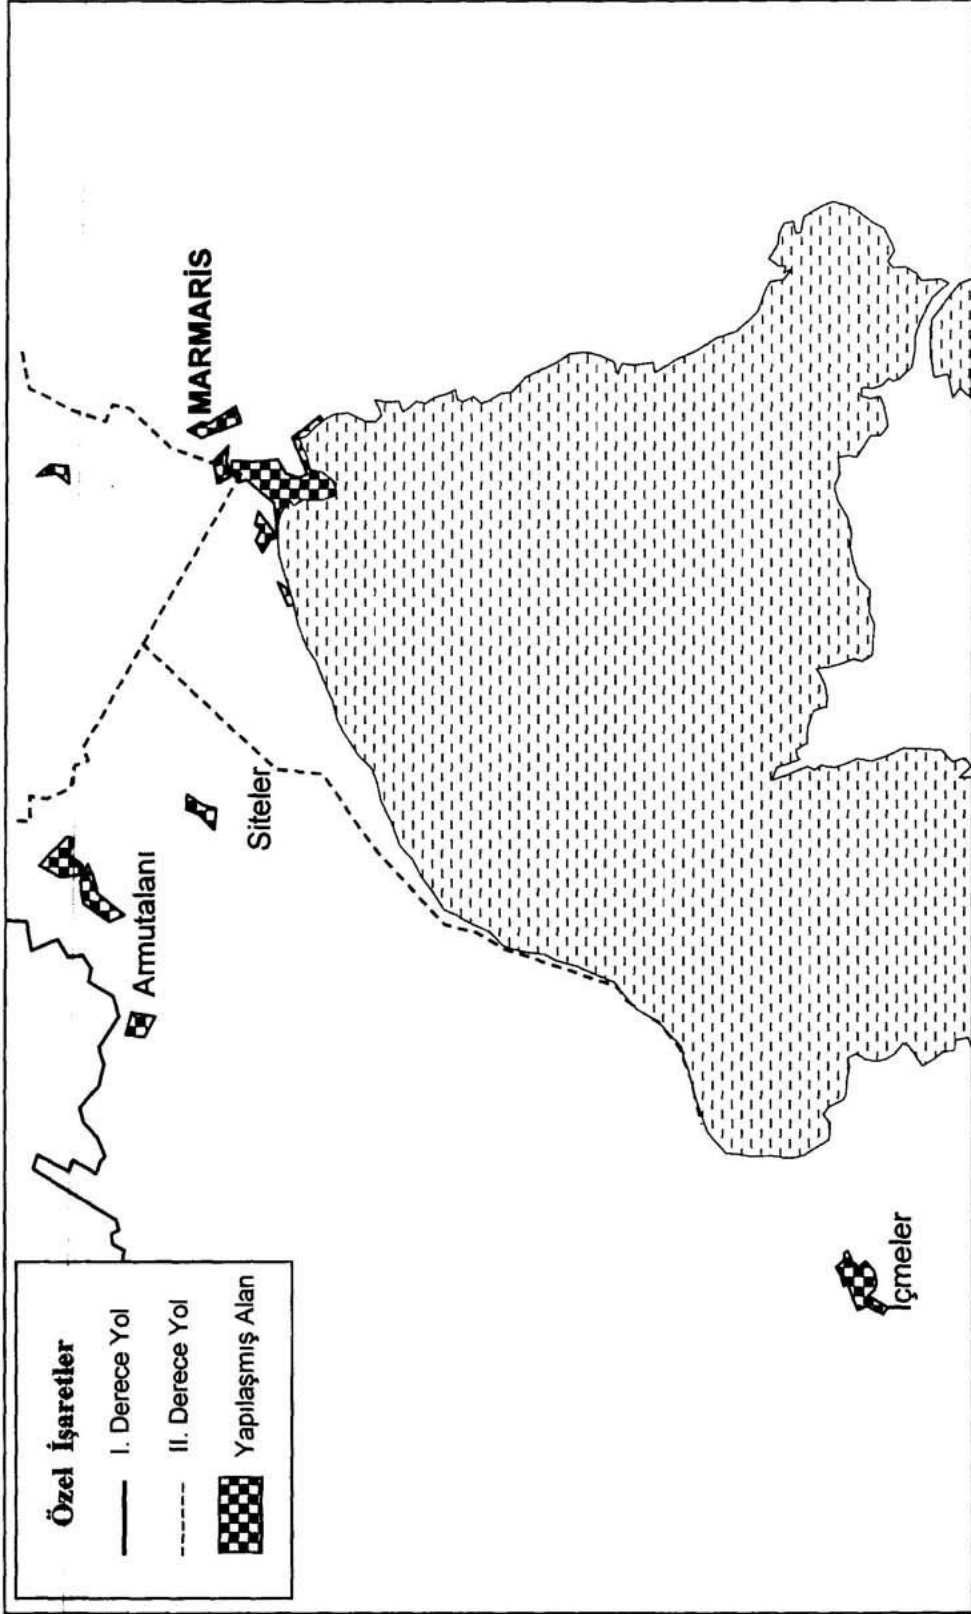 Özel İşaretler
I. Derece Yol
II. Derece Yol
Yapılaşmış Alan
MARMARİS
Siteler
Armutalanı
İçmeler